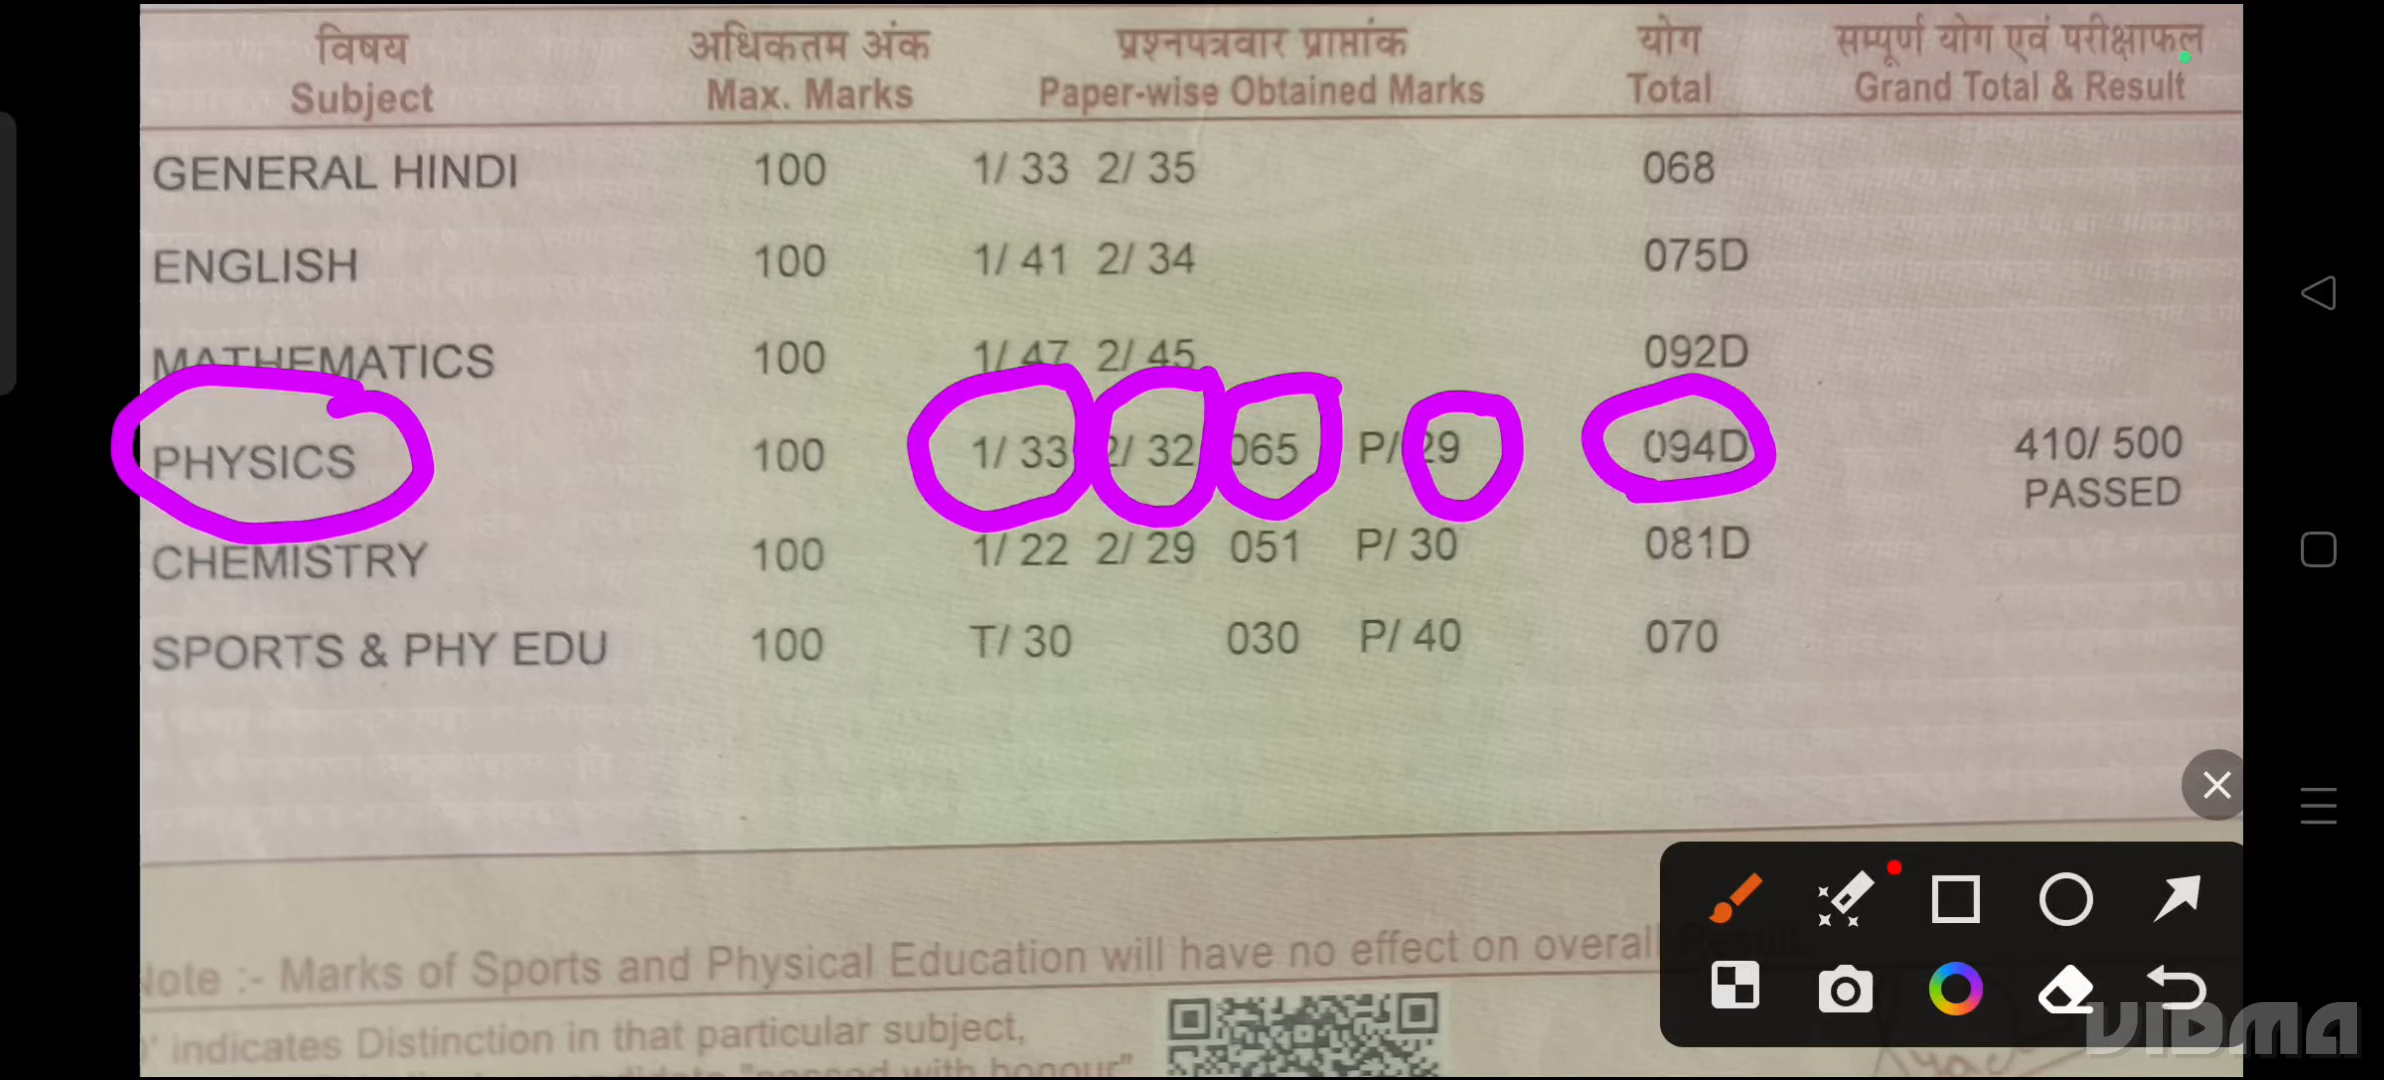 विषय अधिकतम अंक प्रश्नपत्रवार प्राप्तांक योग सम्पूर्ण योग एवं परीक्षाफल
Subject Max. Marks Paper-wise Obtained Marks Total Grand Total & Result
GENERAL HINDI 100 1/ 33 2/ 35 068
ENGLISH 100 1/ 41 2/ 34 075D
MATHEMATICS 100 1/ 47 2/ 45 092D
PHYSICS 100 1/ 33 2/ 32 065 P/ 29 094D 410/ 500
PASSED
CHEMISTRY 100 1/ 22 2/ 29 051 P/ 30 081D
SPORTS & PHY EDU 100 T/ 30 030 P/ 40 070
Note :- Marks of Sports and Physical Education will have no effect on overall Result.
indicates Distinction in that particular subject,
"passed with honour"
VIDMA